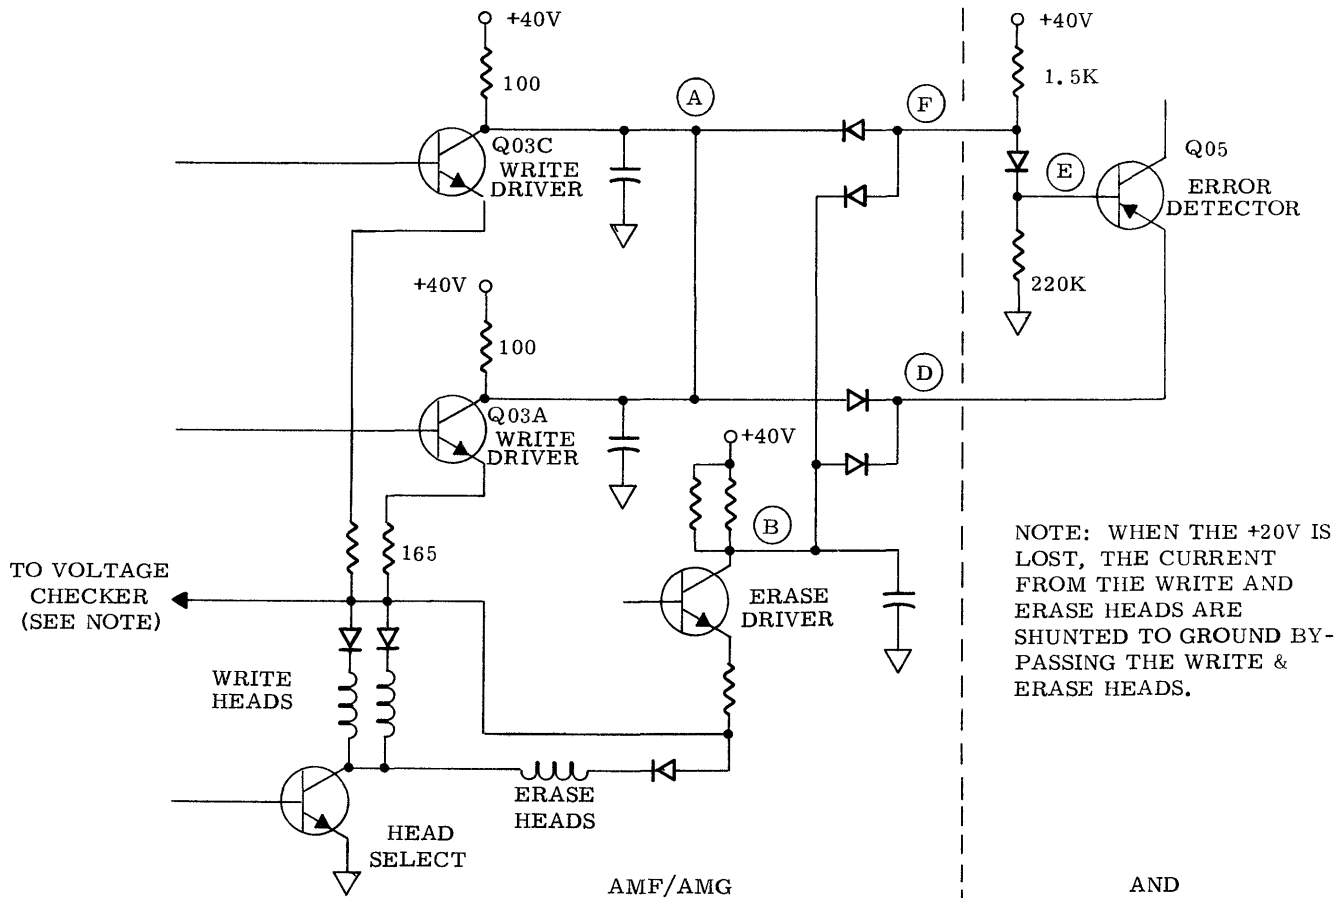 +40V
100
A
F
+40V
1.5K
Q03C
WRITE
DRIVER
E
Q05
ERROR
DETECTOR
+40V
220K
100
D
Q03A
WRITE
DRIVER
+40V
B
165
TO VOLTAGE
CHECKER
(SEE NOTE)
ERASE
DRIVER
NOTE: WHEN THE +20V IS
LOST, THE CURRENT
FROM THE WRITE AND
ERASE HEADS ARE
SHUNTED TO GROUND BY-
PASSING THE WRITE &
ERASE HEADS.
WRITE
HEADS
ERASE
HEADS
HEAD
SELECT
AMF/AMG
AND